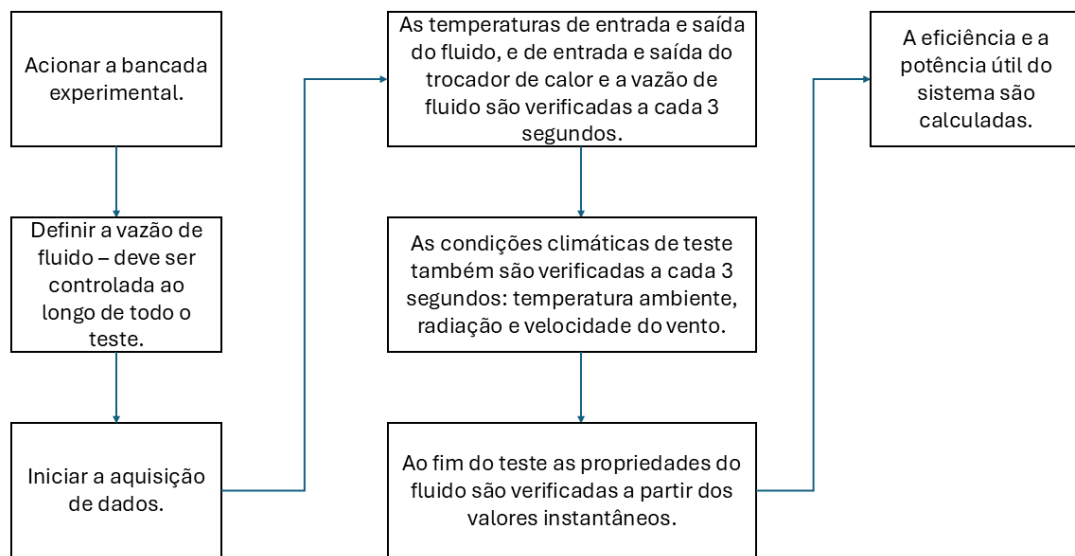 Acionar a bancada
experimental.
Definir a vazão de
fluido – deve ser
controlada ao
longo de todo o
teste.
Iniciar a aquisição
de dados.
As temperaturas de entrada e saída
do fluido, e de entrada e saída do
trocador de calor e a vazão de
fluido são verificadas a cada 3
segundos.
As condições climáticas de teste
também são verificadas a cada 3
segundos: temperatura ambiente,
radiação e velocidade do vento.
Ao fim do teste as propriedades do
fluido são verificadas a partir dos
valores instantâneos.
A eficiência e a
potência útil do
sistema são
calculadas.